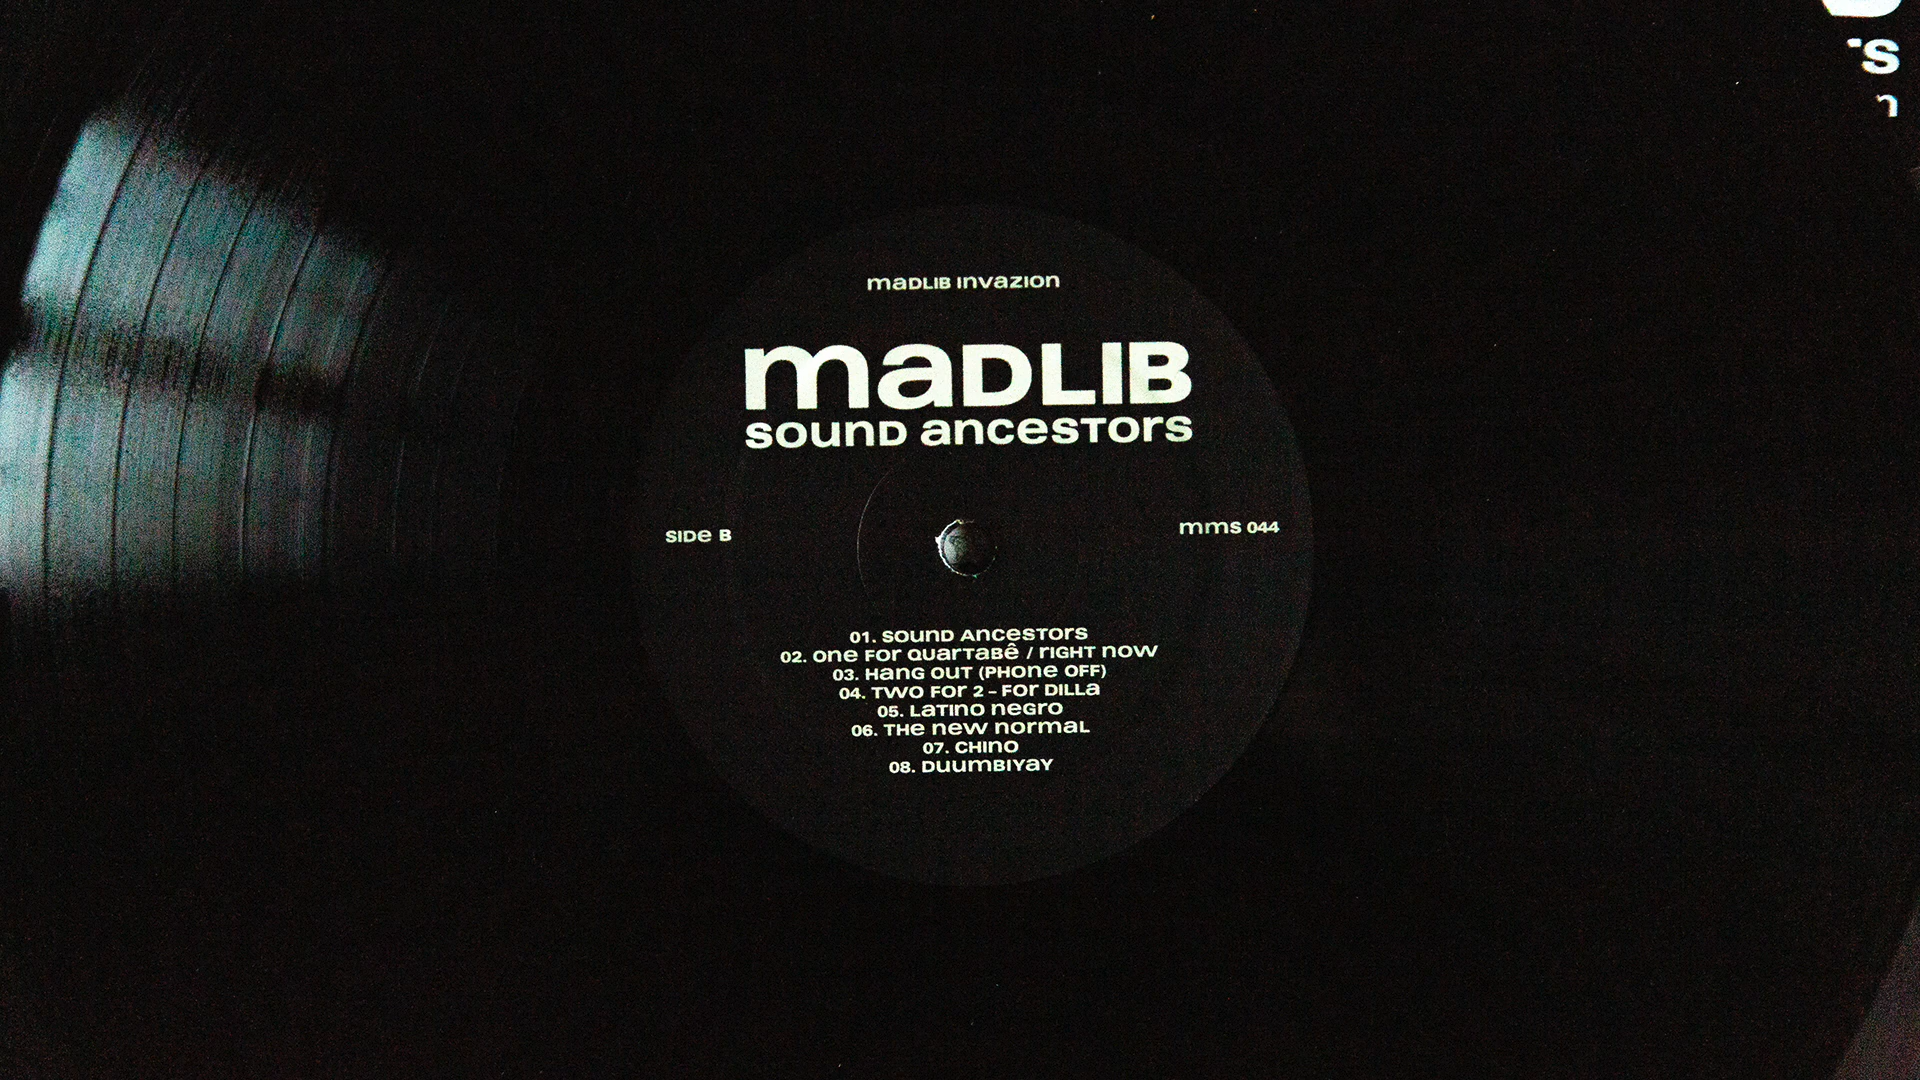 madlib invazion
madlib
sound ancestors
side B
mms 044
01. sound ancestors
02. one for quartabê / right now
03. hang out (phone off)
04. two for 2 – for dilla
05. latino negro
06. the new normal
07. chino
08. duumbiyay